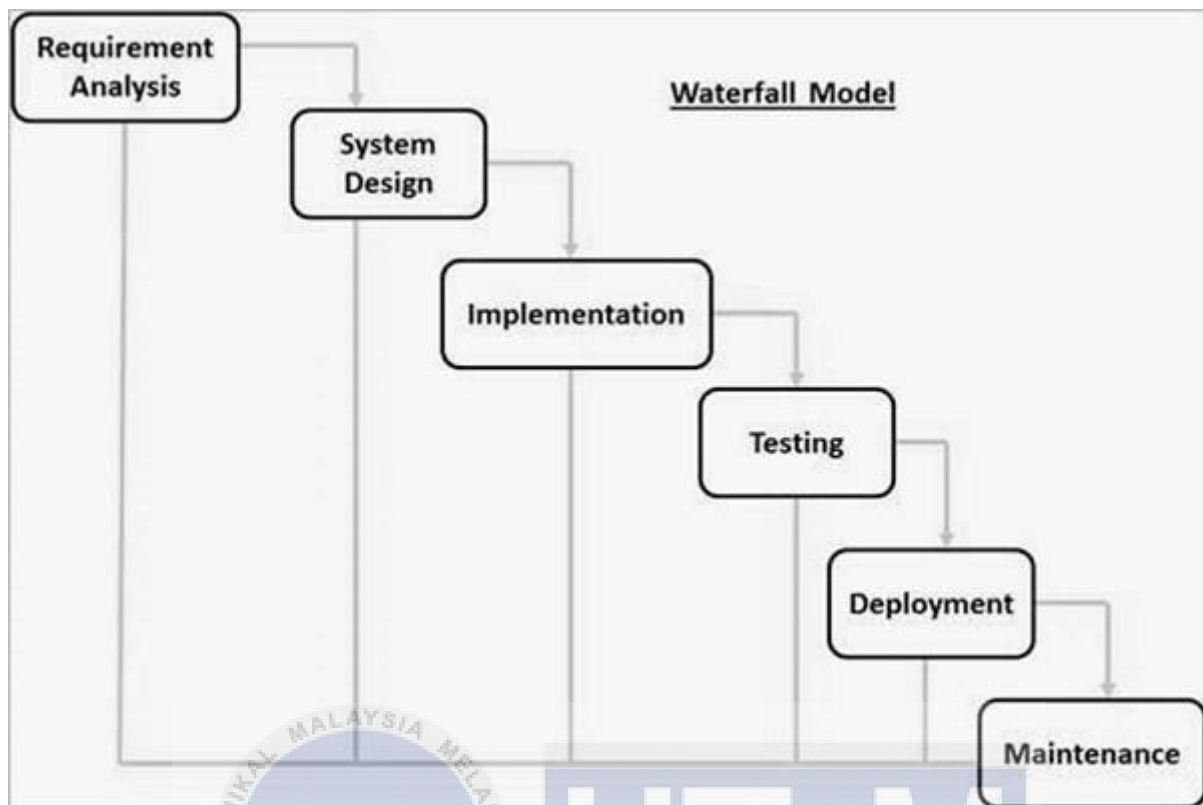 Requirement
Analysis
Waterfall Model
System
Design
Implementation
Testing
Deployment
Maintenance
MALAYSIA